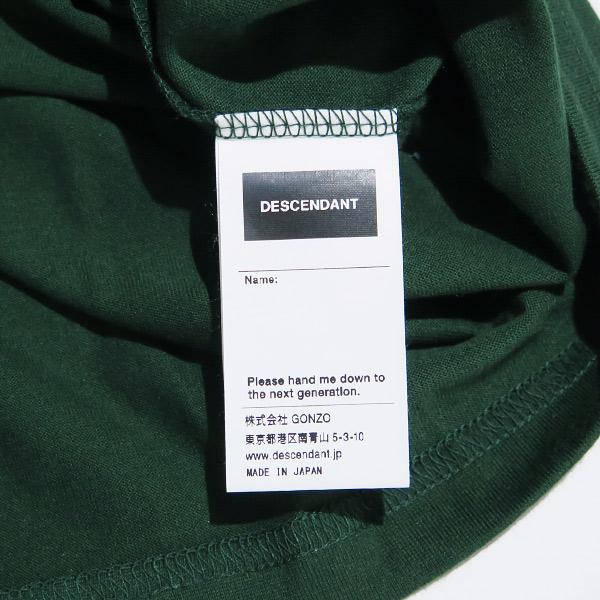 DESCENDANT
Name:
Please hand me down to
the next generation.
株式会社 GONZO
東京都港区南青山 5-3-10
www.descendant.jp
MADE IN JAPAN